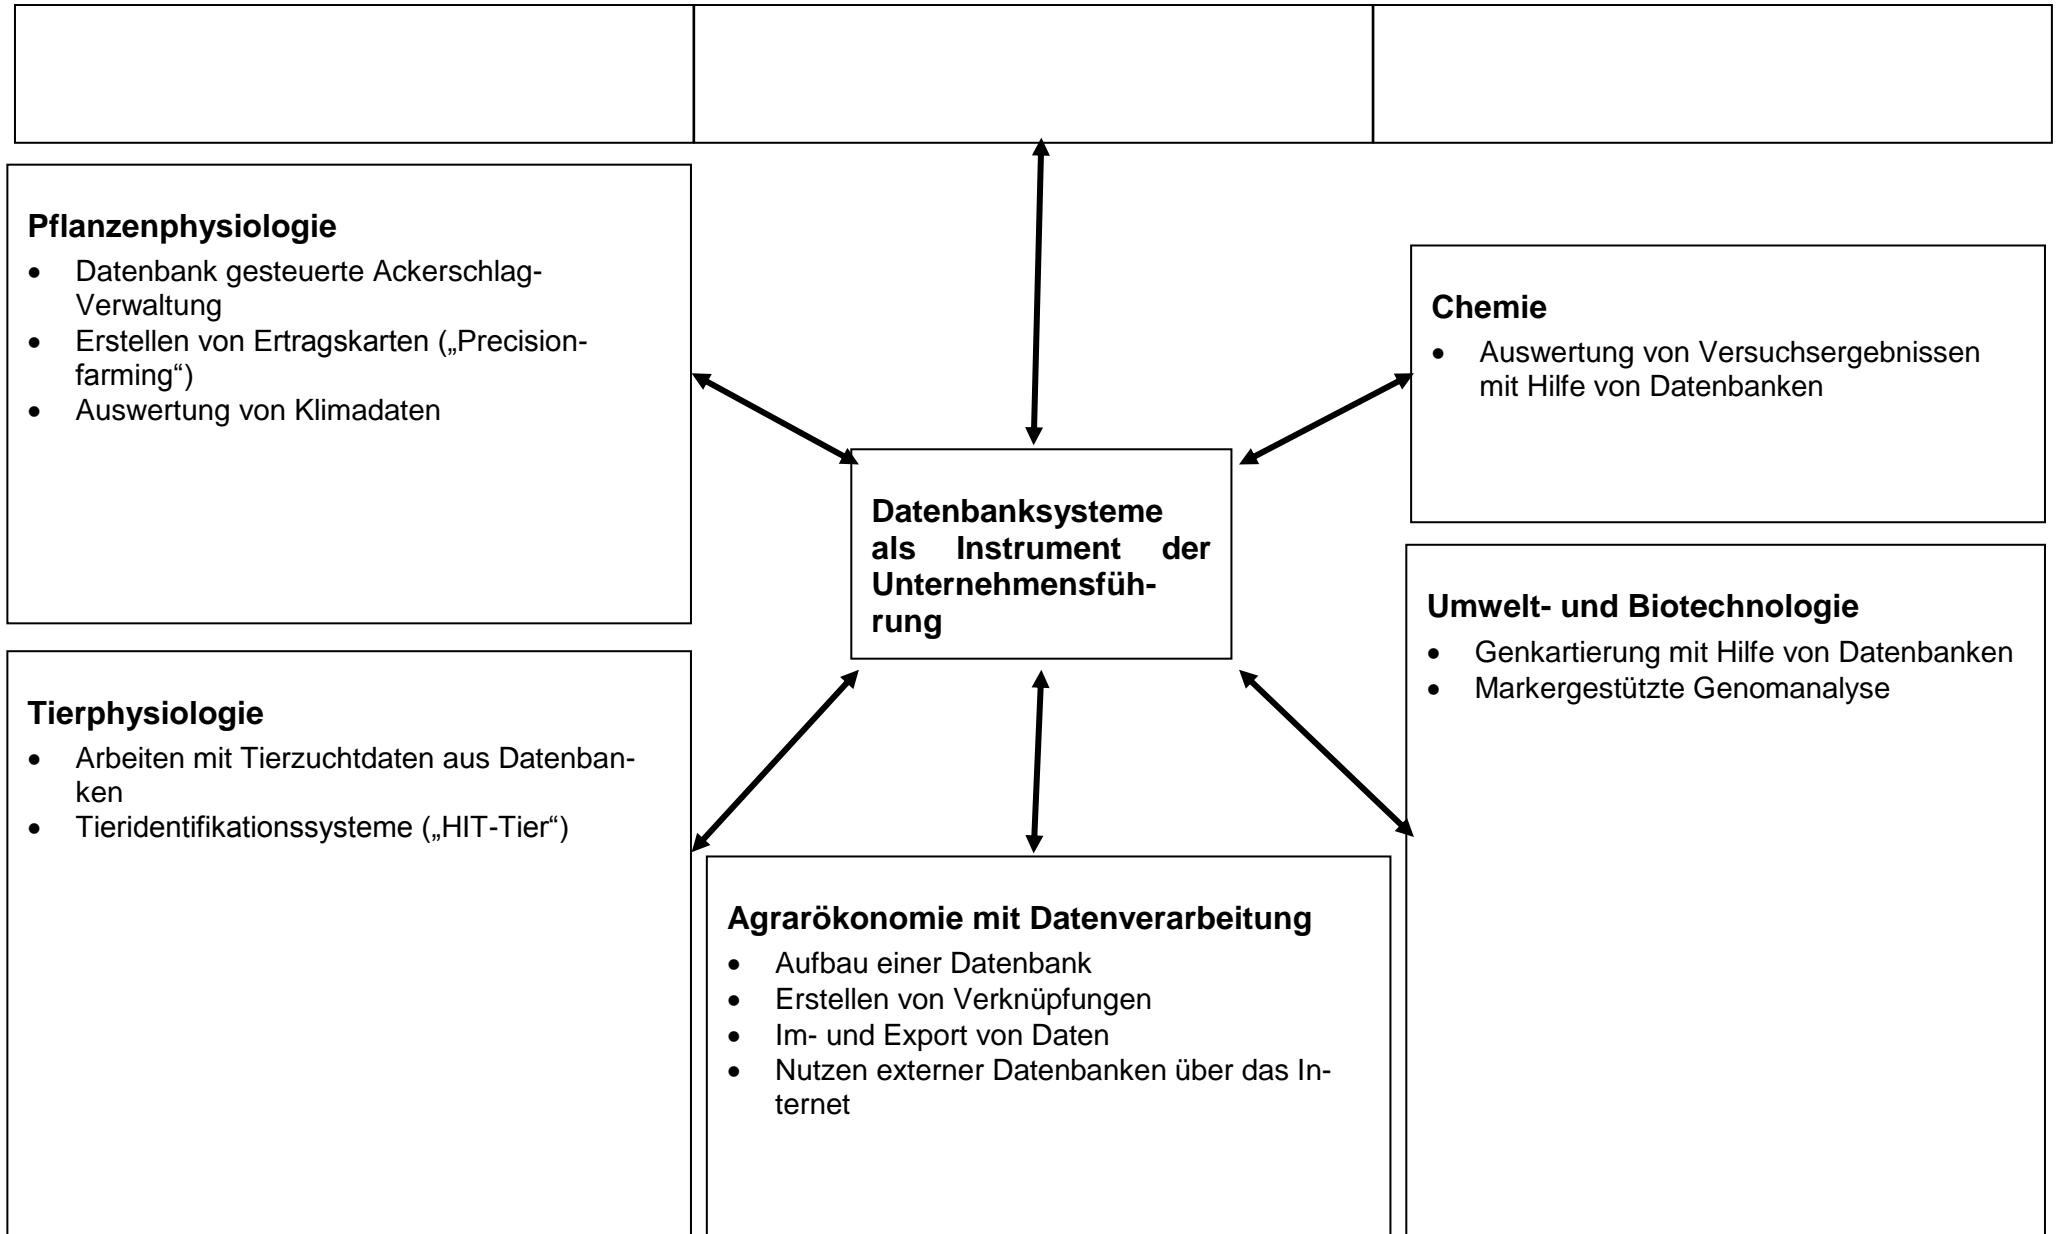 Pflanzenphysiologie
• Datenbank gesteuerte Ackerschlag-
Verwaltung
• Erstellen von Ertragskarten („Precision-
farming“)
• Auswertung von Klimadaten
Chemie
• Auswertung von Versuchsergebnissen
mit Hilfe von Datenbanken
Datenbanksysteme
als Instrument der
Unternehmensfüh-
rung
Umwelt- und Biotechnologie
• Genkartierung mit Hilfe von Datenbanken
• Markergestützte Genomanalyse
Tierphysiologie
• Arbeiten mit Tierzuchtdaten aus Datenban-
ken
• Tieridentifikationssysteme („HIT-Tier“)
Agrarökonomie mit Datenverarbeitung
• Aufbau einer Datenbank
• Erstellen von Verknüpfungen
• Im- und Export von Daten
• Nutzen externer Datenbanken über das In-
ternet